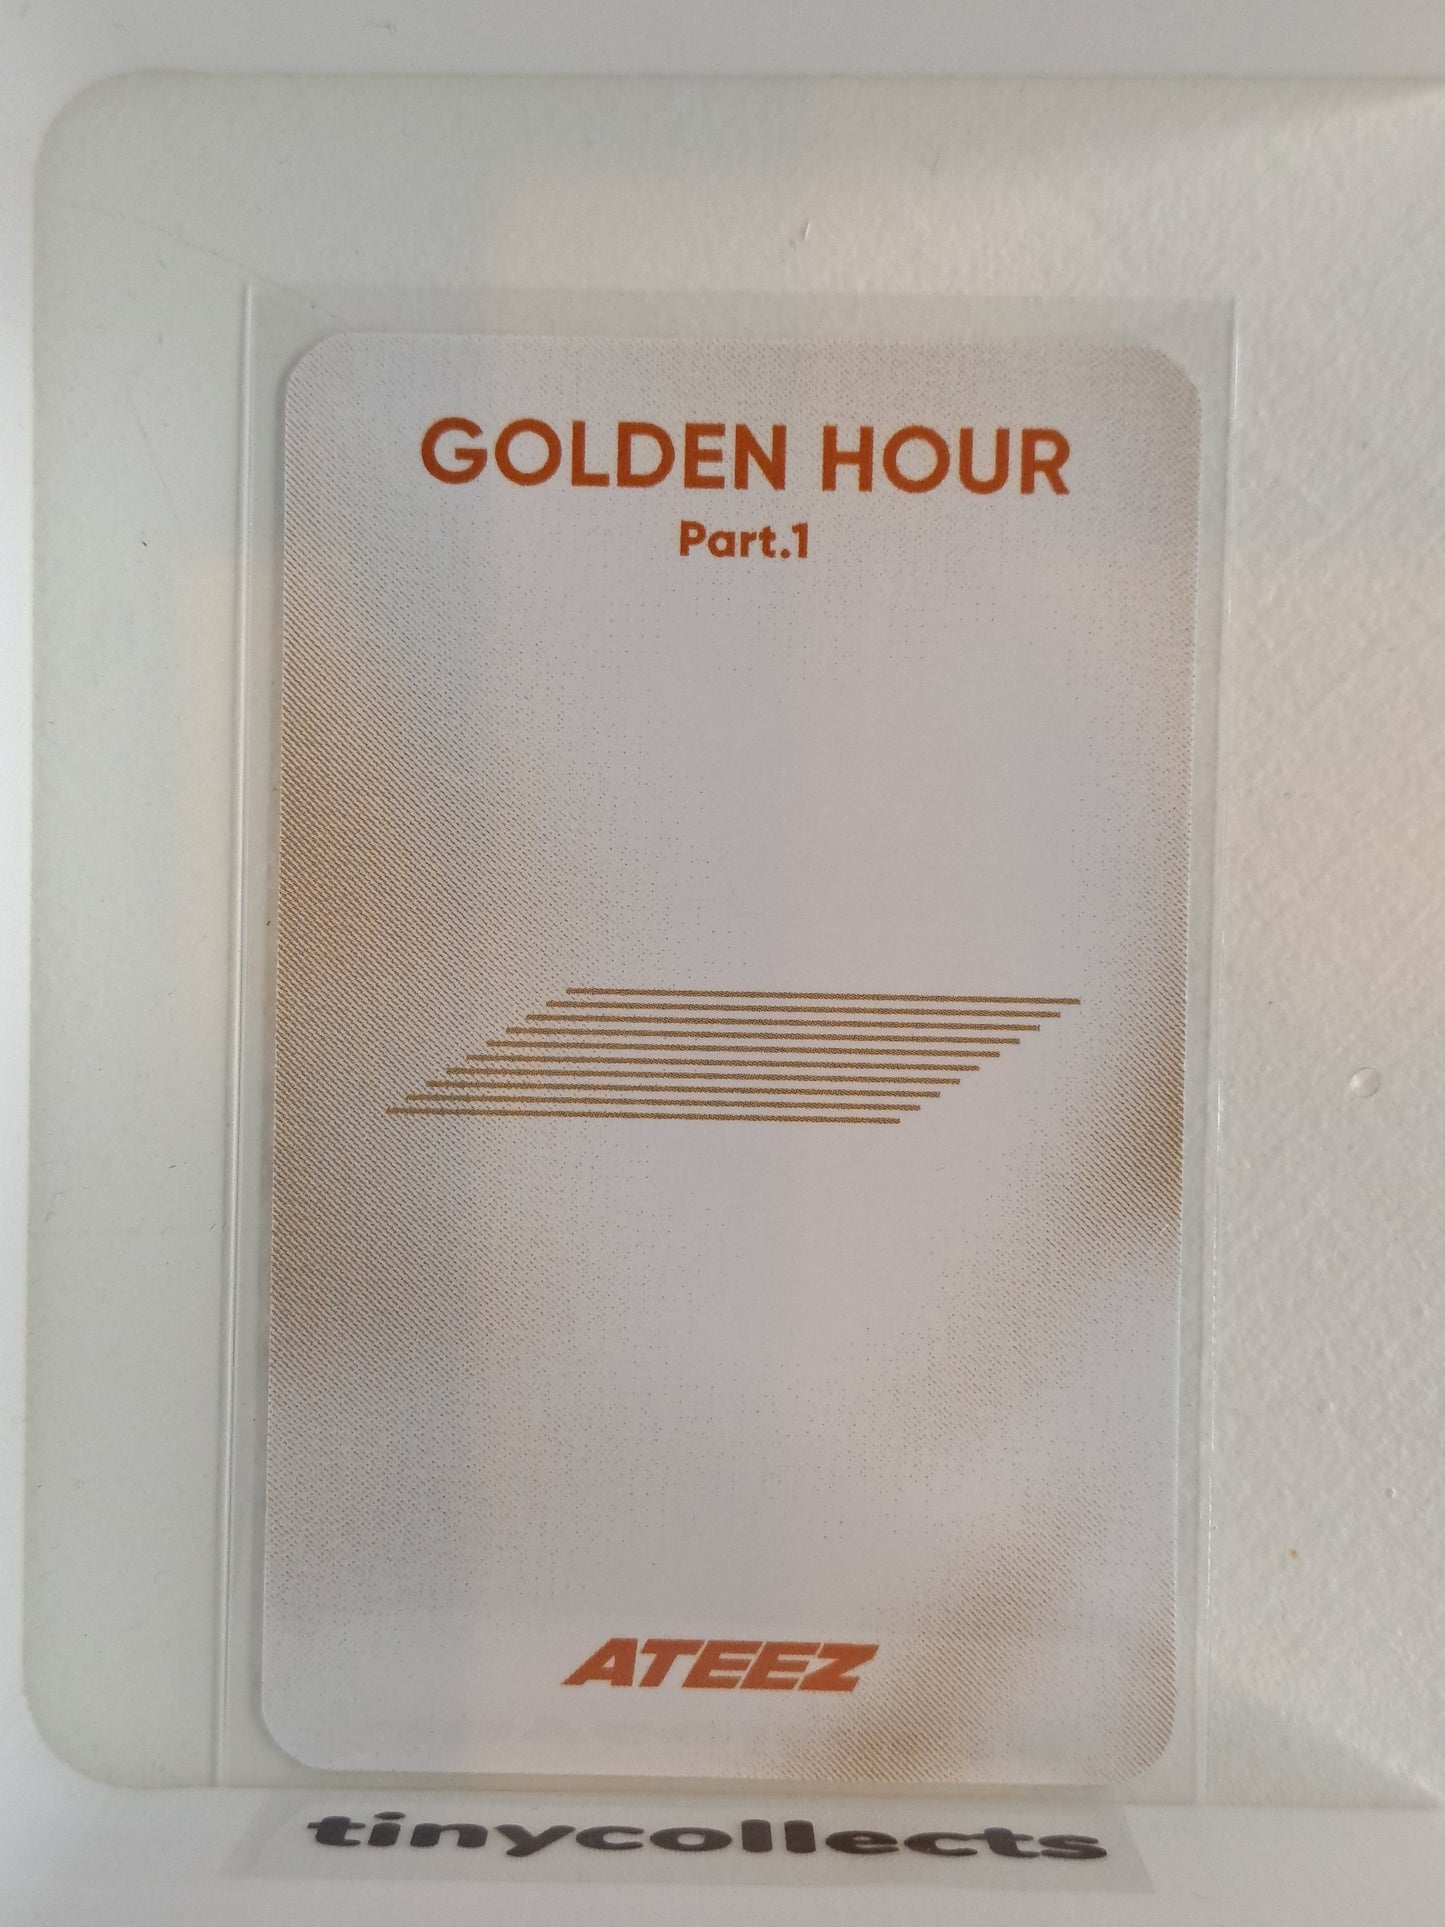 GOLDEN HOUR
Part.1
ATEEZ
tinycollects